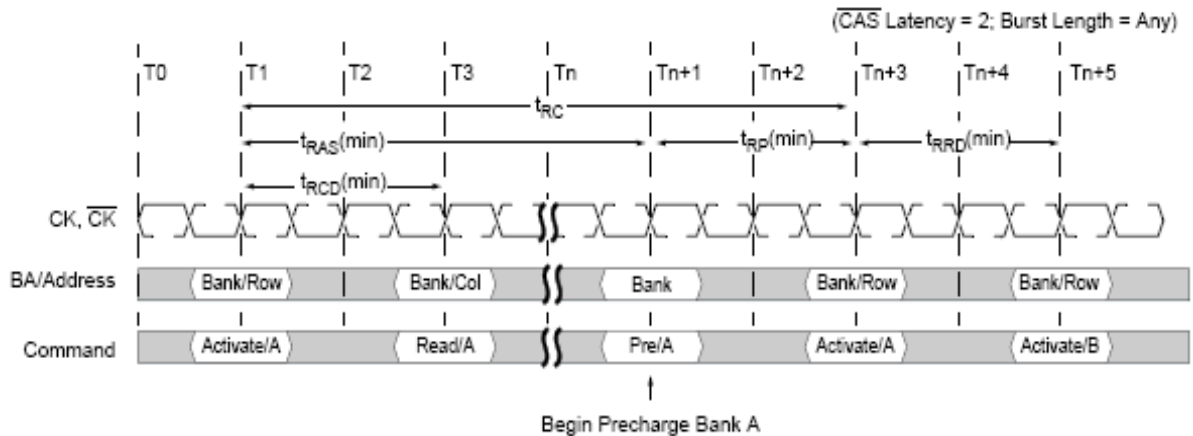 (CAS Latency = 2; Burst Length = Any)
T0 T1 T2 T3 Tn Tn+1 Tn+2 Tn+3 Tn+4 Tn+5
tRC
tRAS(min) tRP(min) tRRD(min)
tRCD(min)
CK, CK
BA/Address Bank/Row Bank/Col Bank Bank/Row Bank/Row
Command Activate/A Read/A Pre/A Activate/A Activate/B
Begin Precharge Bank A